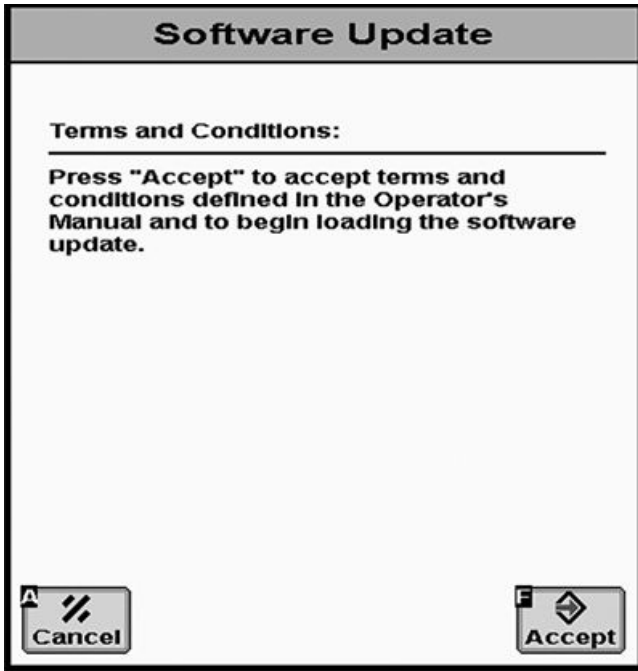 Software Update
Terms and Conditions:
Press "Accept" to accept terms and
conditions defined in the Operator's
Manual and to begin loading the software
update.
A
Cancel
F
Accept